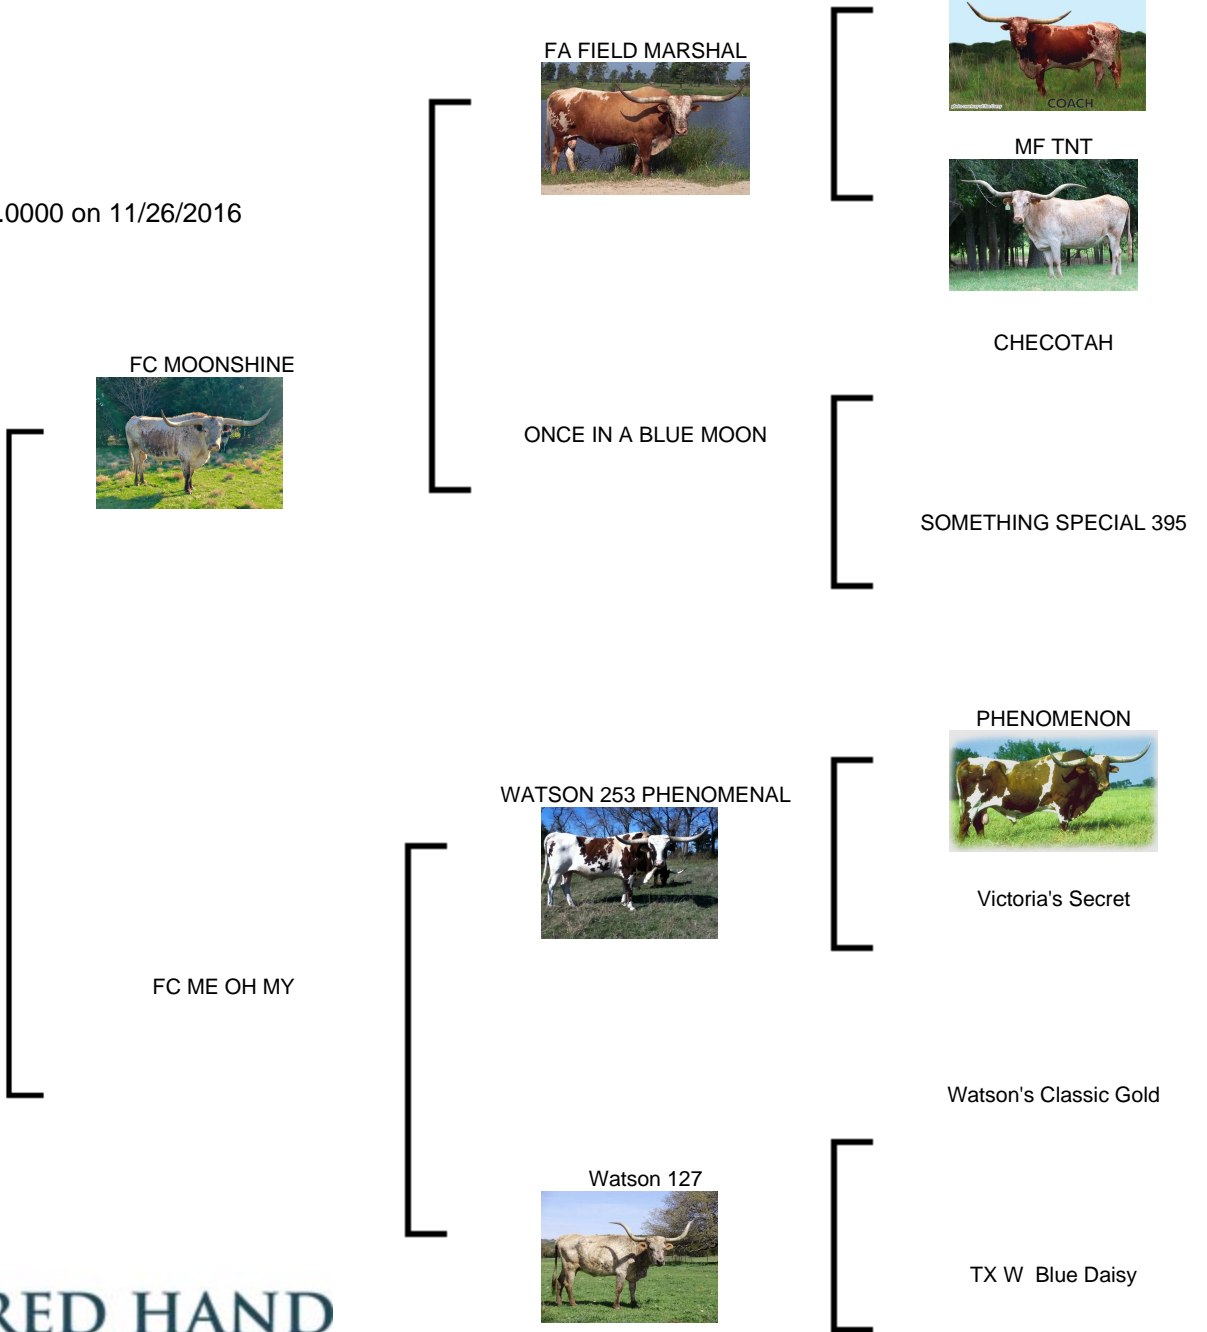 COACH
FA FIELD MARSHAL
MF TNT
.0000 on 11/26/2016
CHECOTAH
FC MOONSHINE
ONCE IN A BLUE MOON
SOMETHING SPECIAL 395
PHENOMENON
WATSON 253 PHENOMENAL
Victoria's Secret
FC ME OH MY
Watson's Classic Gold
Watson 127
TX W  Blue Daisy
RED HAND